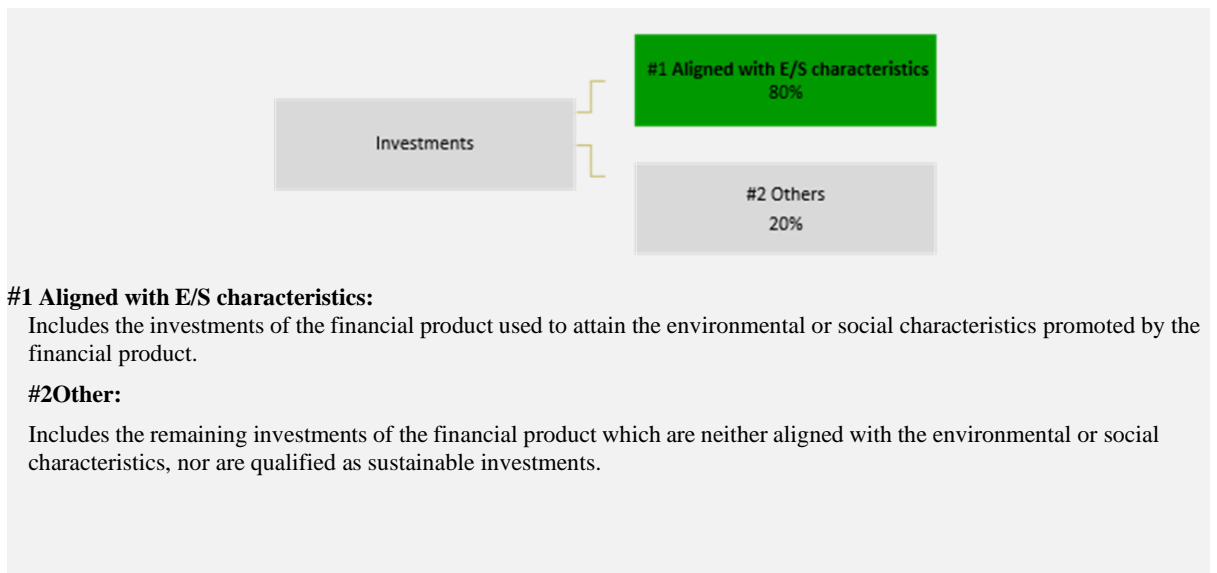 #1 Aligned with E/S characteristics
80%
Investments
#2 Others
20%
#1 Aligned with E/S characteristics:
Includes the investments of the financial product used to attain the environmental or social characteristics promoted by the
financial product.
#2Other:
Includes the remaining investments of the financial product which are neither aligned with the environmental or social
characteristics, nor are qualified as sustainable investments.